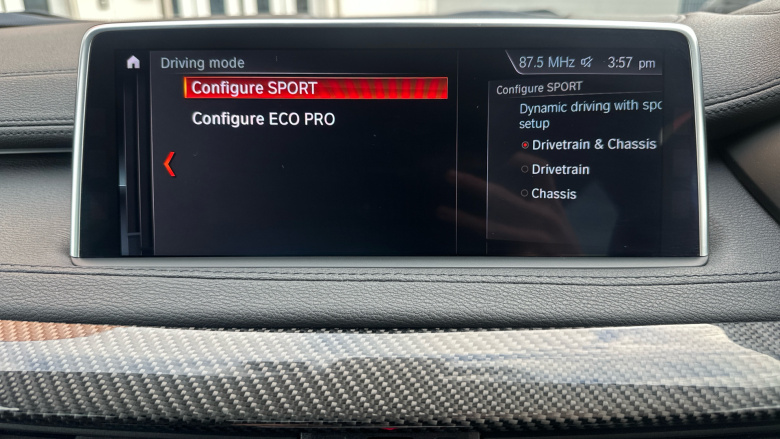 Driving mode
87.5 MHz 3:57 pm
Configure SPORT
Configure ECO PRO
Configure SPORT
Dynamic driving with
setup
Drivetrain & Chassis
Drivetrain
Chassis